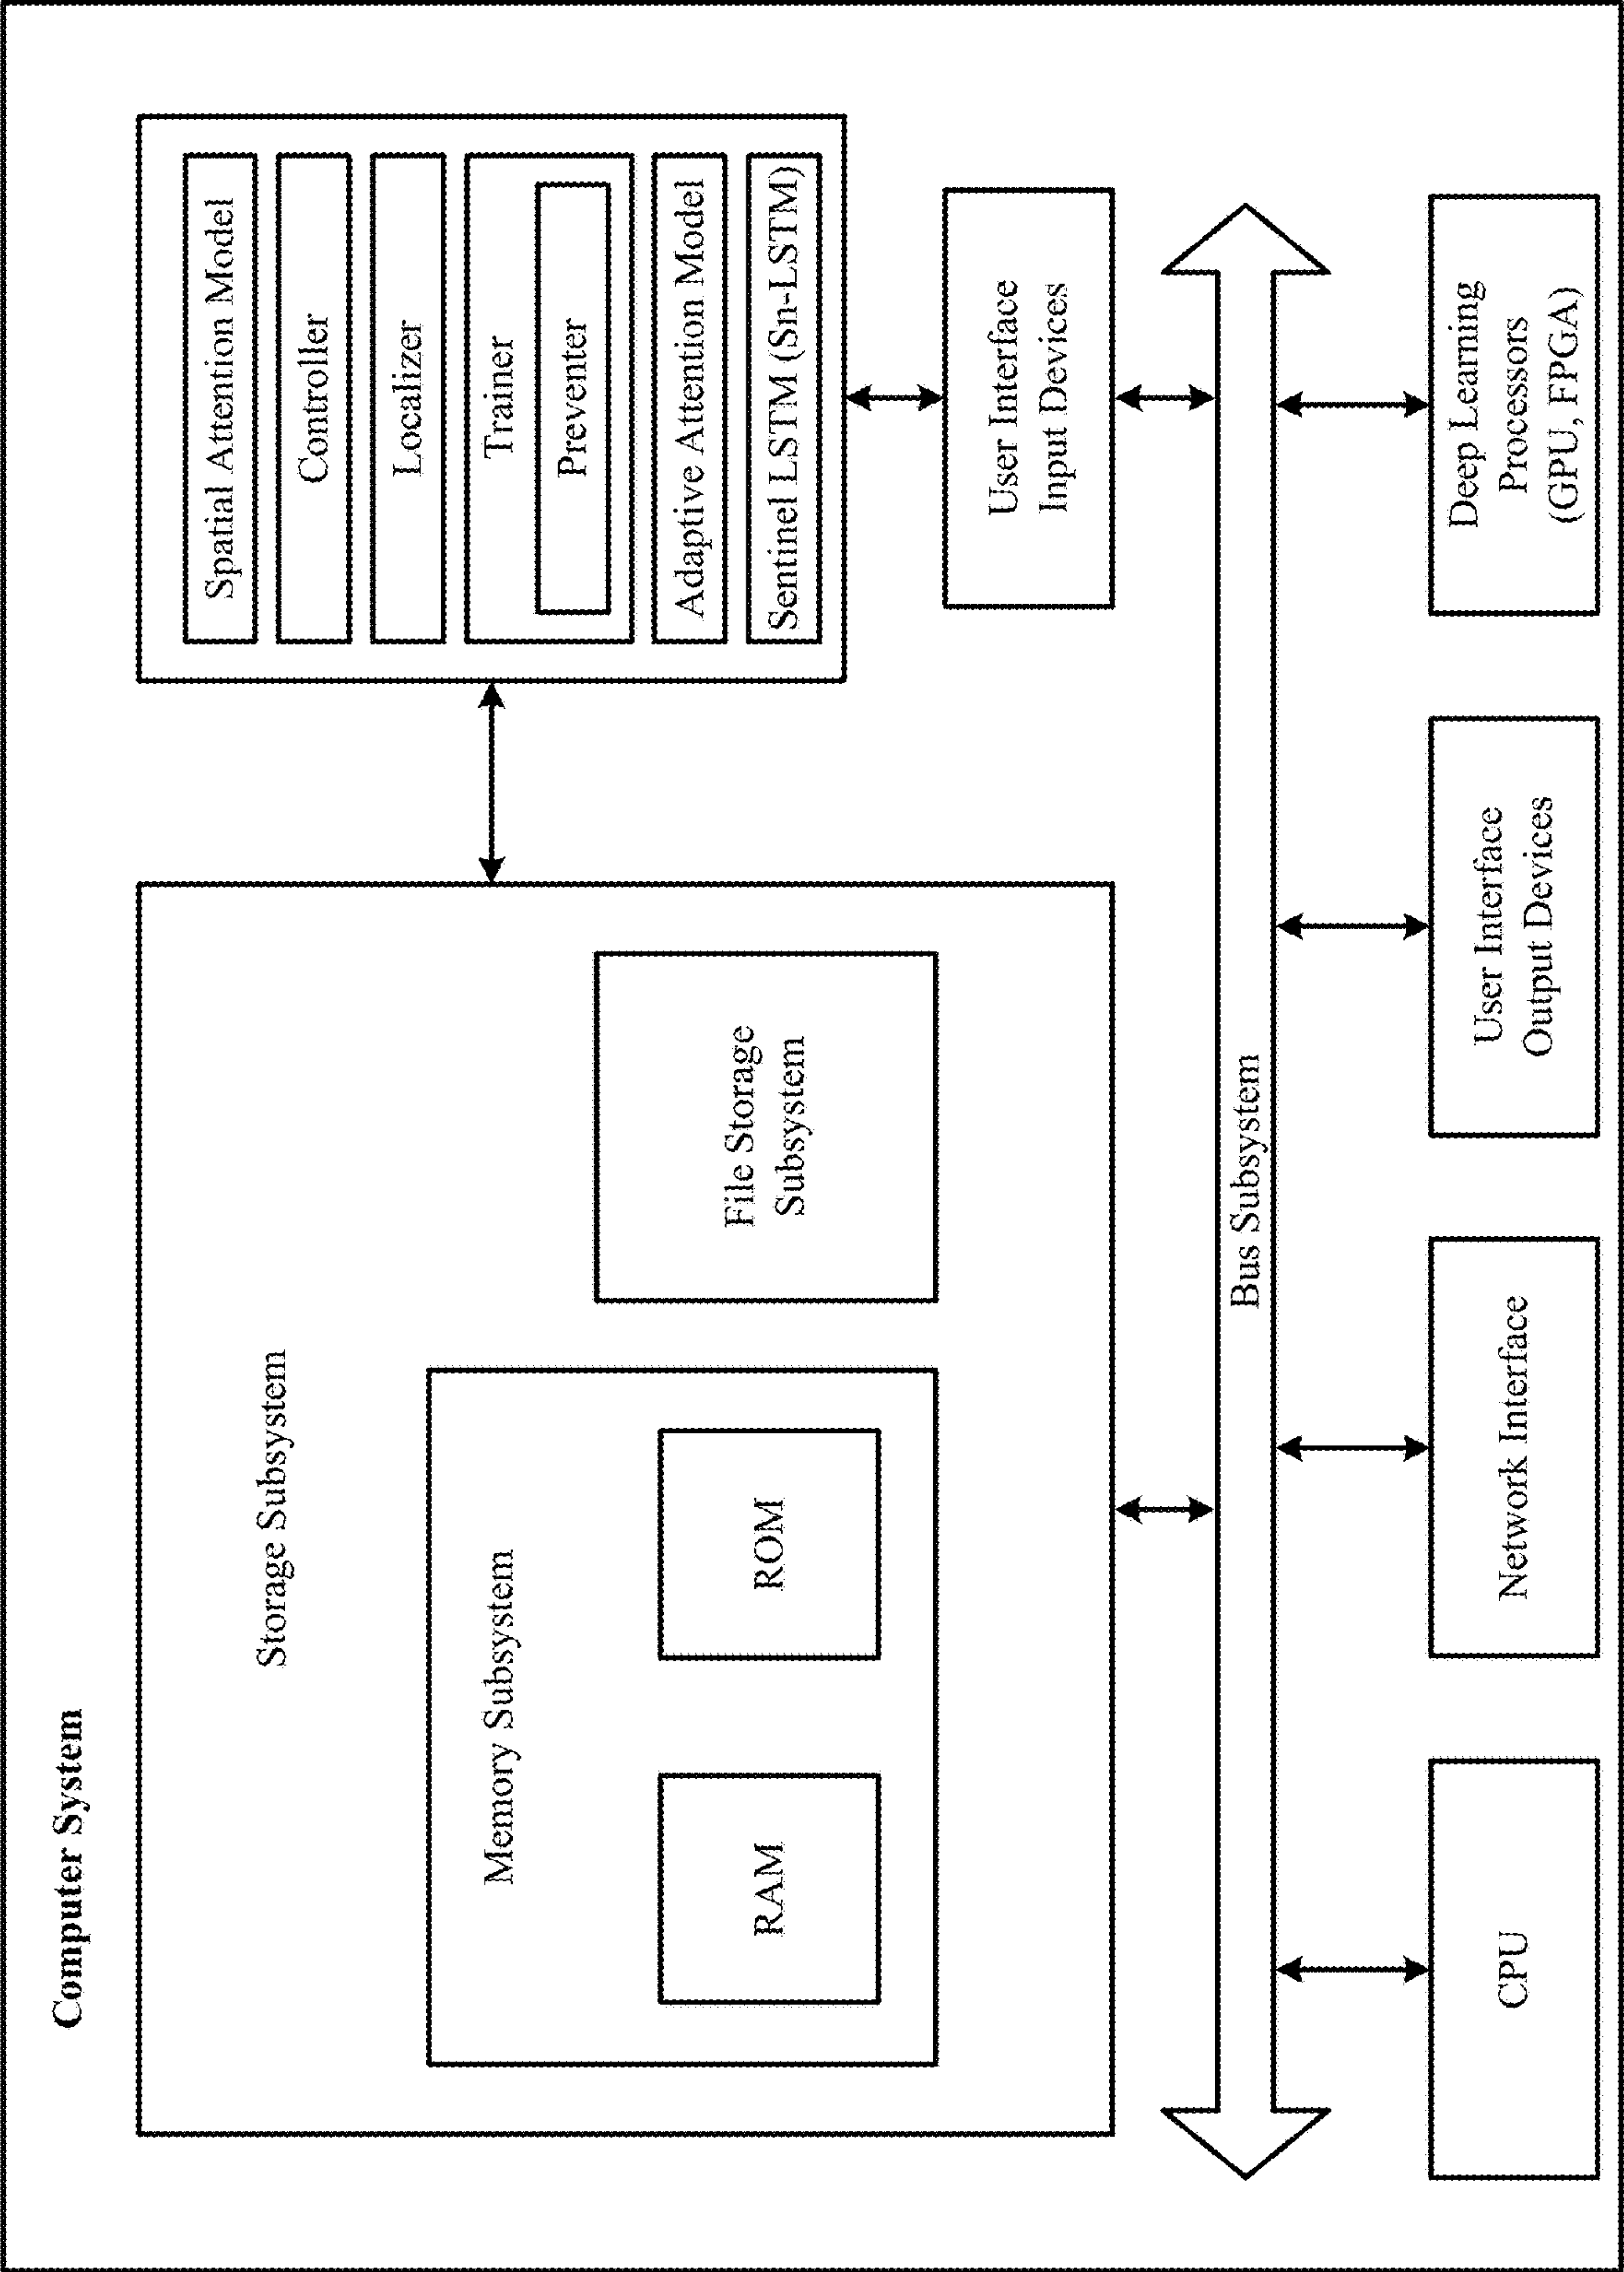 Computer System
Storage Subsystem
Memory Subsystem
RAM
ROM
File Storage
Subsystem
Spatial Attention Model
Controller
Localizer
Trainer
Preventer
Adaptive Attention Model
Sentinel LSTM (Sn-LSTM)
User Interface
Input Devices
Bus Subsystem
CPU
Network Interface
User Interface
Output Devices
Deep Learning
Processors
(GPU, FPGA)